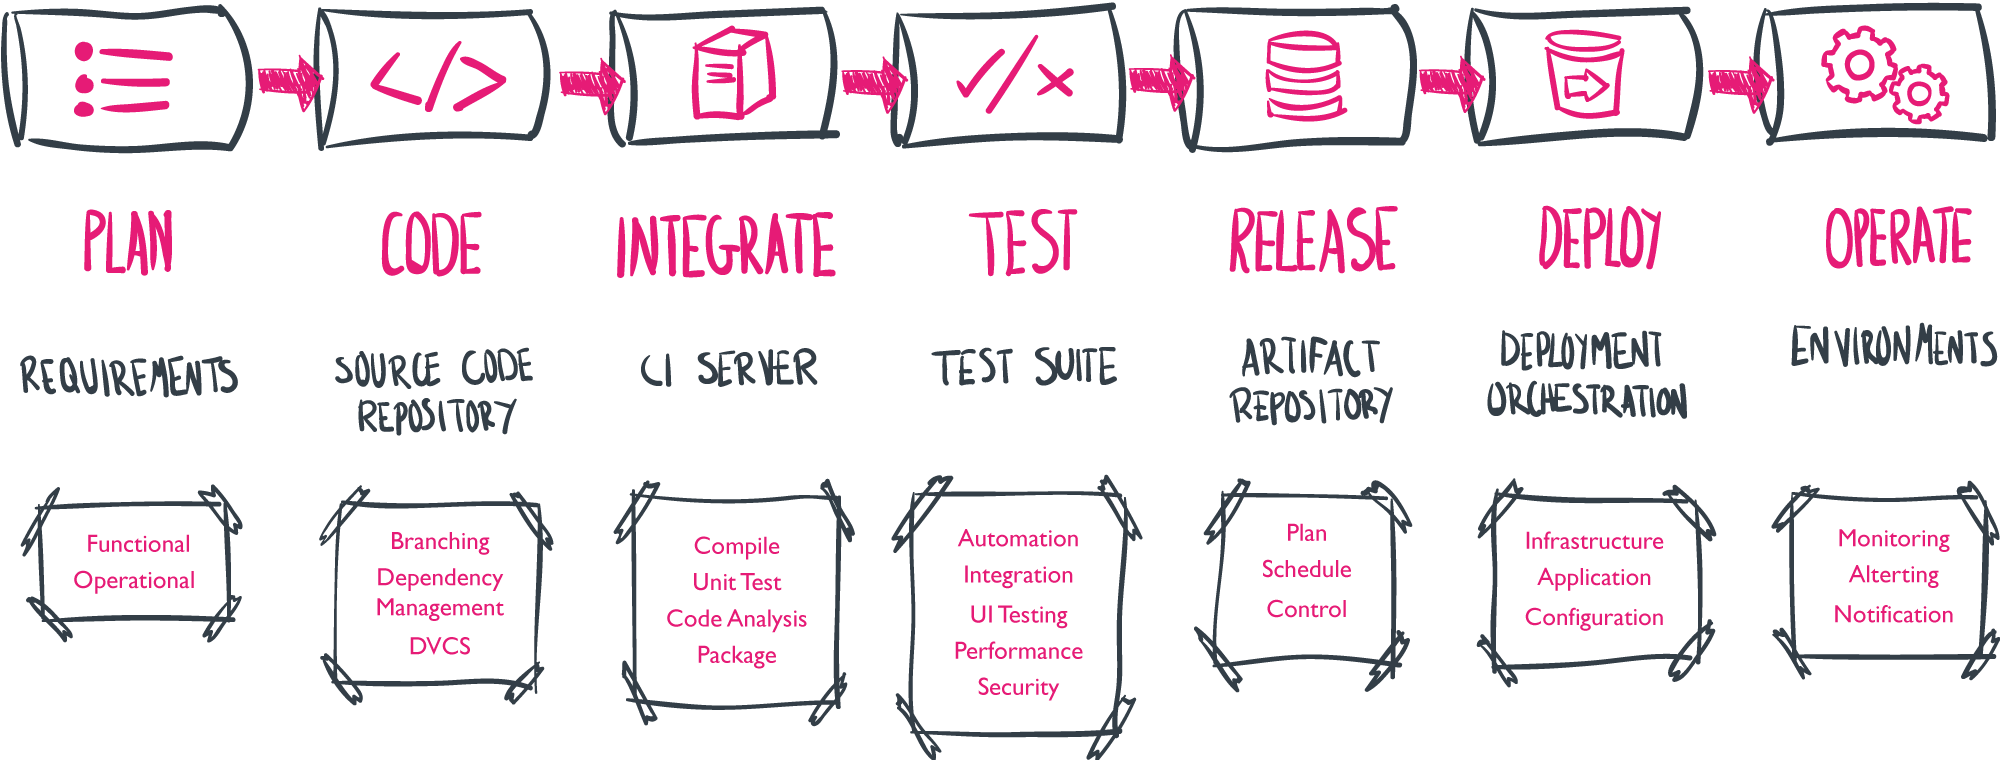 PLAN
CODE
INTEGRATE
TEST
RELEASE
DEPLOY
OPERATE
REQUIREMENTS
SOURCE CODE
REPOSITORY
CI SERVER
TEST SUITE
ARTIFACT
REPOSITORY
DEPLOYMENT
ORCHESTRATION
ENVIRONMENTS
Functional
Operational
Branching
Dependency
Management
DVCS
Compile
Unit Test
Code Analysis
Package
Automation
Integration
UI Testing
Performance
Security
Plan
Schedule
Control
Infrastructure
Application
Configuration
Monitoring
Alterting
Notification